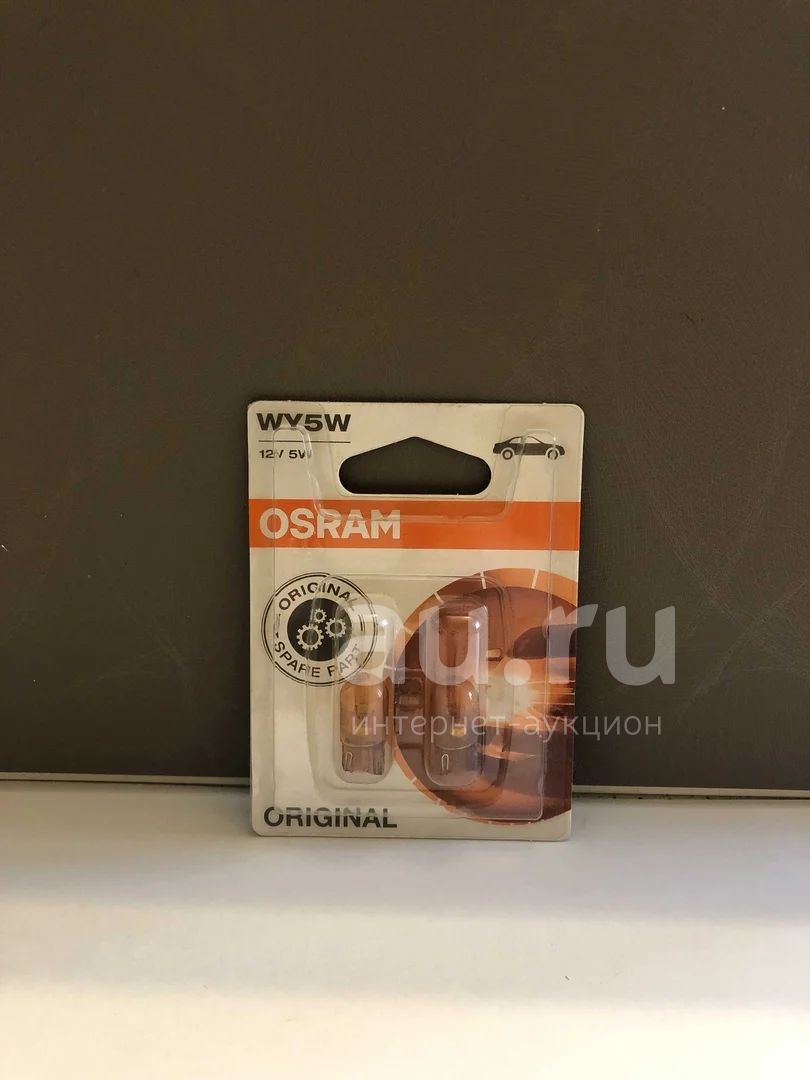 WY5W
12V 5W
OSRAM
ORIGINAL
SPARE PART
au.ru
интернет-аукцион
ORIGINAL